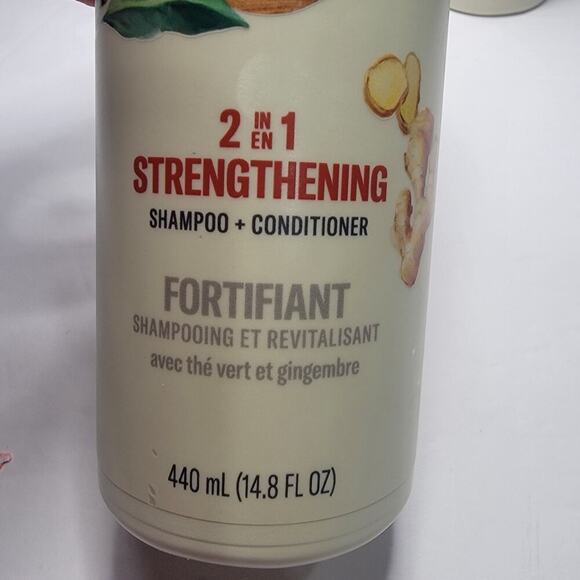 2 IN EN 1
STRENGTHENING
SHAMPOO + CONDITIONER
FORTIFIANT
SHAMPOOING ET REVITALISANT
avec thé vert et gingembre
440 mL (14.8 FL OZ)